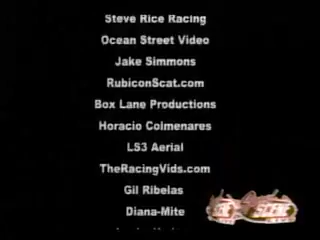 Steve Rice Racing
Ocean Street Video
Jake Simmons
RubiconScat.com
Box Lane Productions
Horacio Colmenares
LS3 Aerial
TheRacingVids.com
Gil Ribelas
Diana-Mite